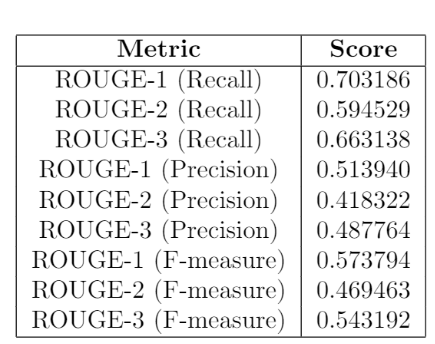 Metric Score
ROUGE-1 (Recall) 0.703186
ROUGE-2 (Recall) 0.594529
ROUGE-3 (Recall) 0.663138
ROUGE-1 (Precision) 0.513940
ROUGE-2 (Precision) 0.418322
ROUGE-3 (Precision) 0.487764
ROUGE-1 (F-measure) 0.573794
ROUGE-2 (F-measure) 0.469463
ROUGE-3 (F-measure) 0.543192